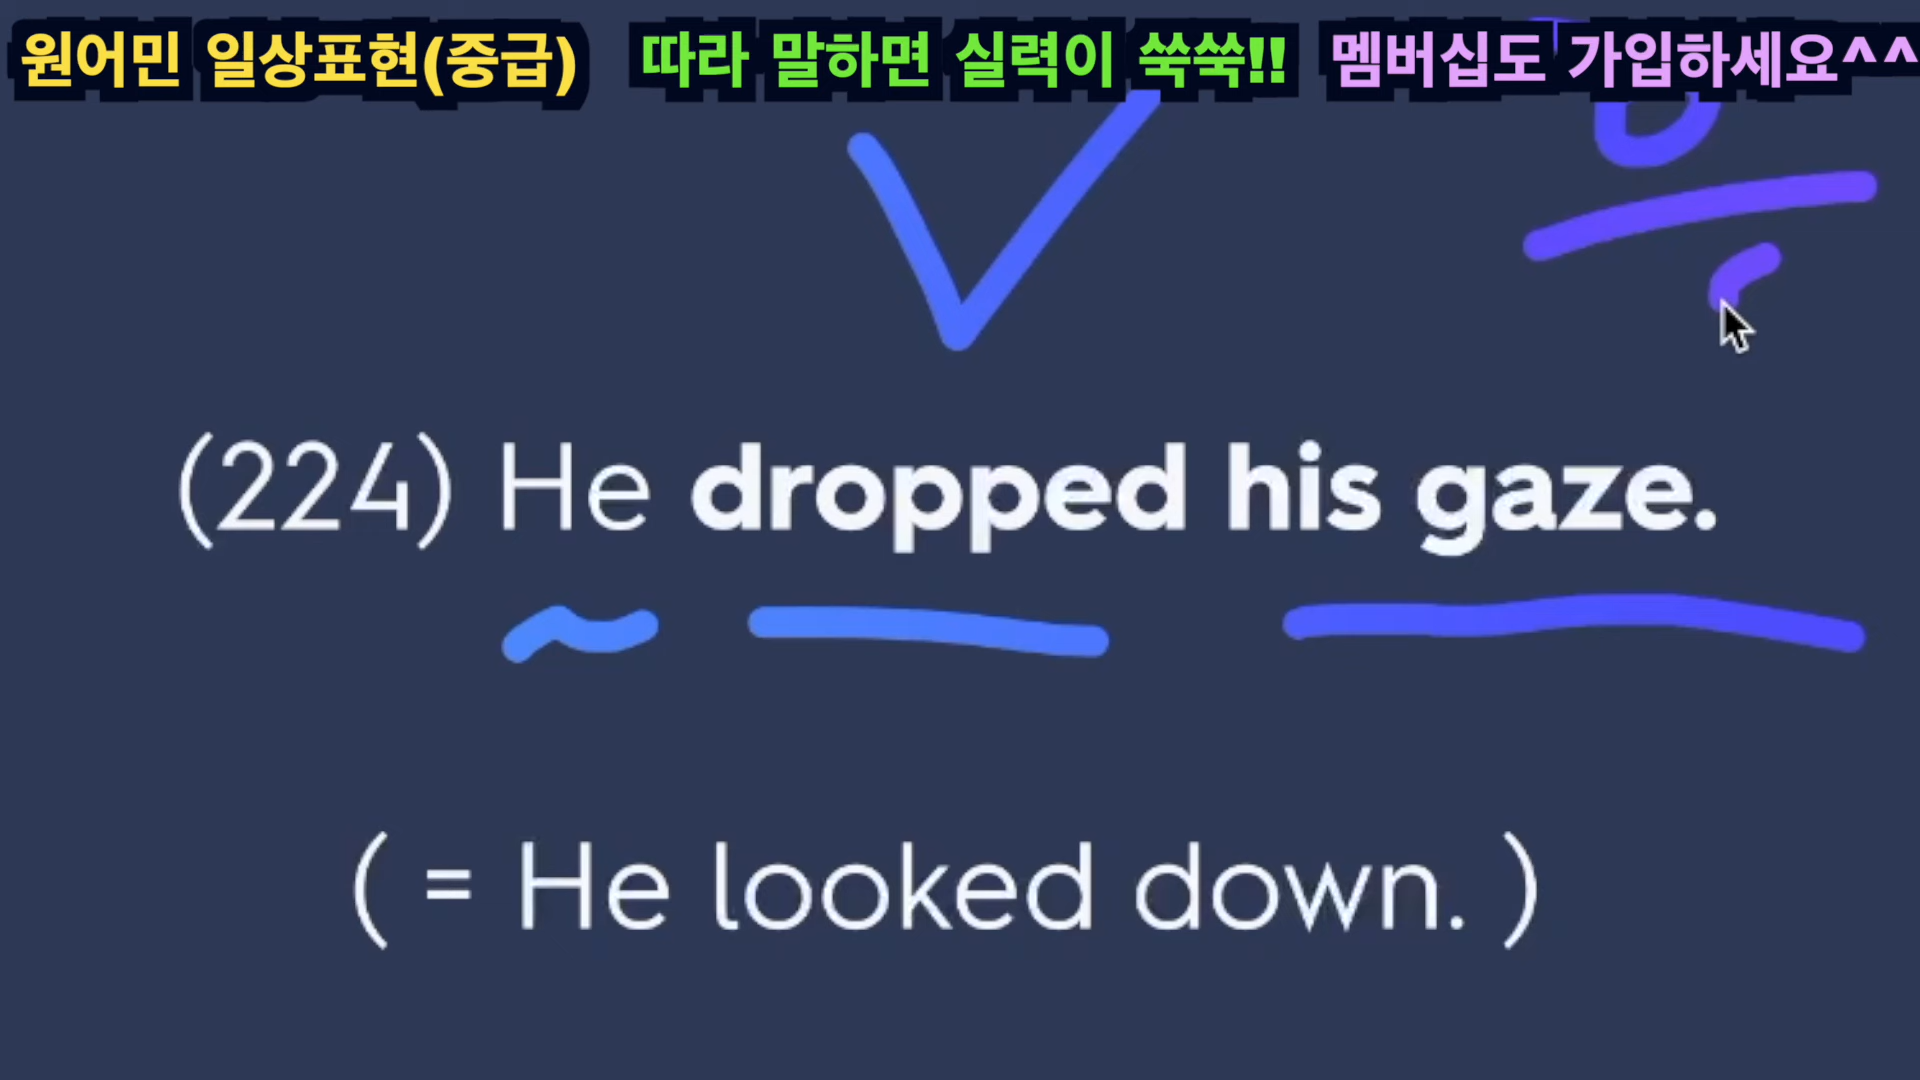 원어민 일상표현(중급) 따라 말하면 실력이 쑥쑥!! 멤버십도 가입하세요^^
(224) He dropped his gaze.
( = He looked down. )